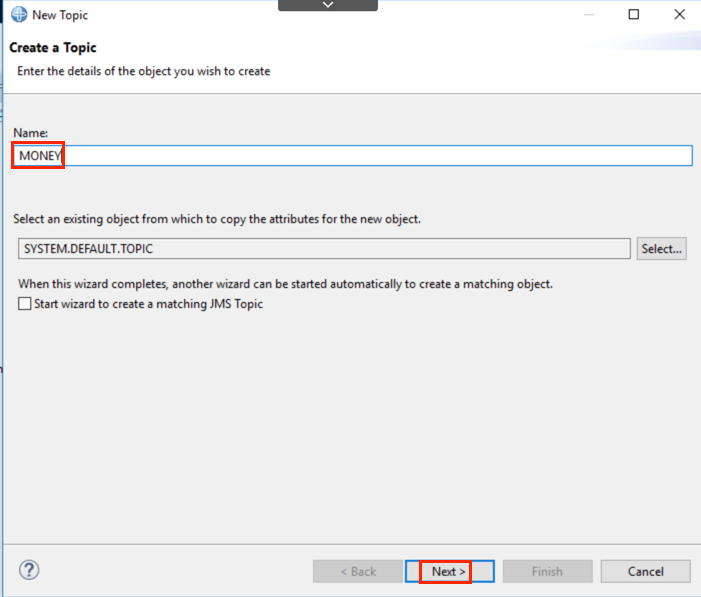 New Topic
Create a Topic
Enter the details of the object you wish to create
Name:
MONEY
Select an existing object from which to copy the attributes for the new object.
SYSTEM.DEFAULT.TOPIC
Select...
When this wizard completes, another wizard can be started automatically to create a matching object.
Start wizard to create a matching JMS Topic
? < Back Next > Finish Cancel